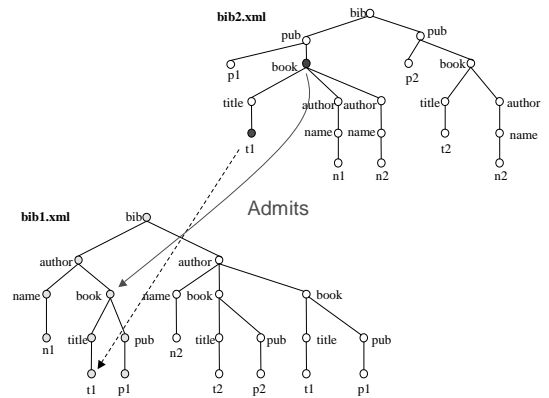 bib2.xml bib
pub pub
p1 book p2 book
title author author title author
t1 name name t2 name
n1 n2 n2
Admits
bib1.xml bib
author author
name book name book book
n1 title pub n2 title pub title pub
t1 p1 t2 p2 t1 p1